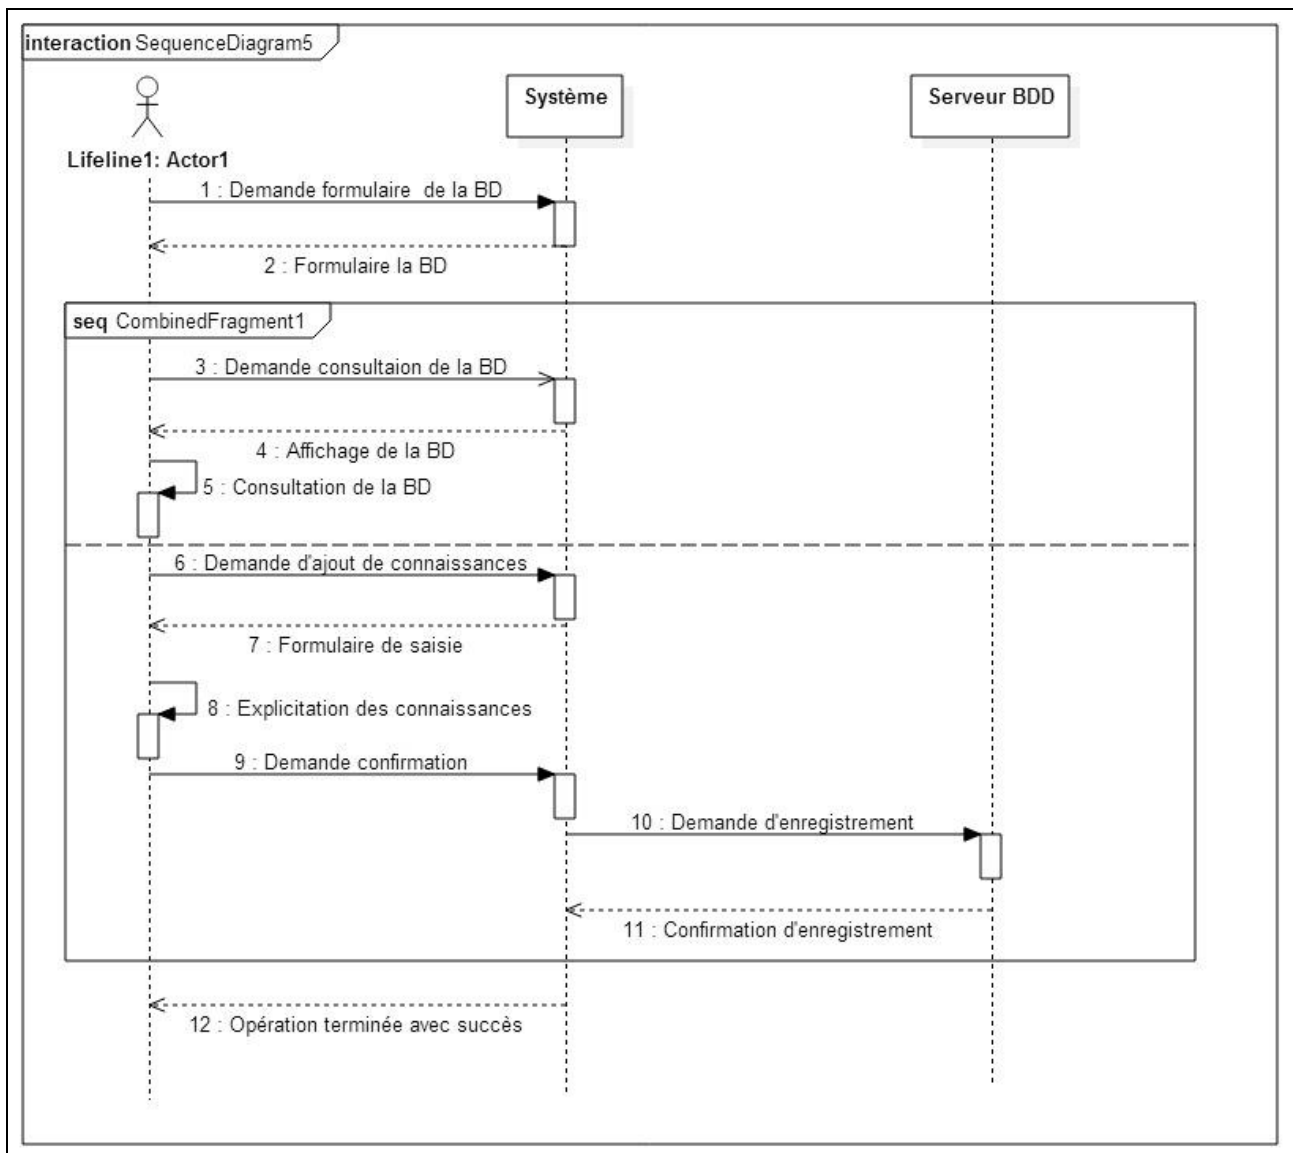 interaction SequenceDiagram5
Système
Serveur BDD
Lifeline1: Actor1
1 : Demande formulaire de la BD
2 : Formulaire la BD
seq CombinedFragment1
3 : Demande consultaion de la BD
4 : Affichage de la BD
5 : Consultation de la BD
6 : Demande d'ajout de connaissances
7 : Formulaire de saisie
8 : Explicitation des connaissances
9 : Demande confirmation
10 : Demande d'enregistrement
11 : Confirmation d'enregistrement
12 : Opération terminée avec succès